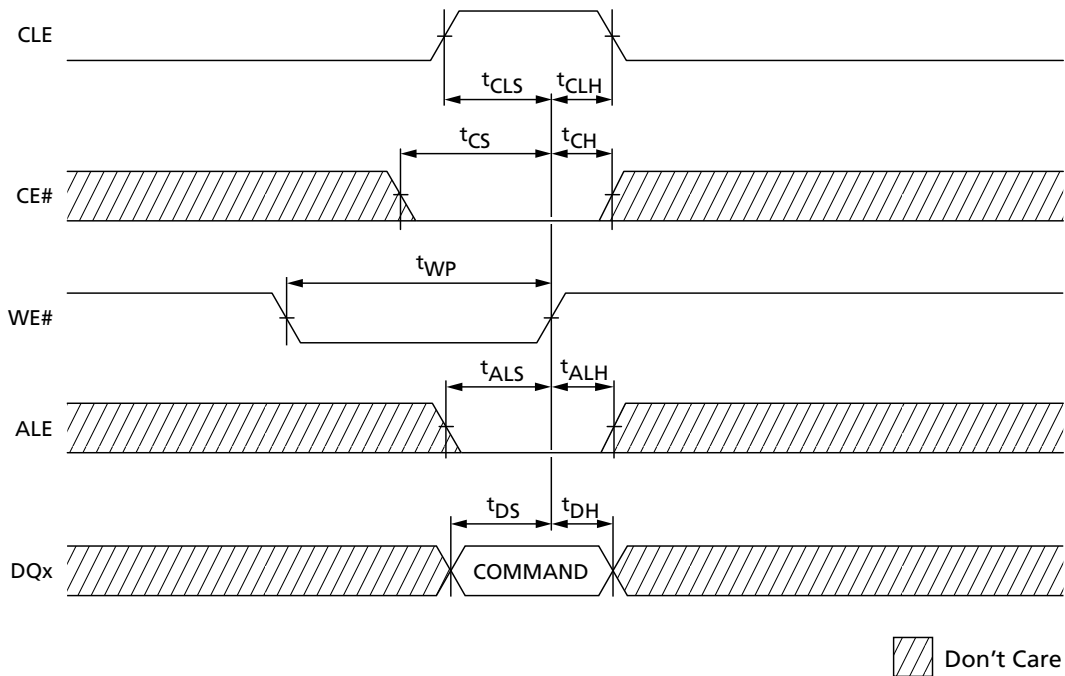 CLE
tCLS
tCLH
tCS
tCH
CE#
tWP
WE#
tALS
tALH
ALE
tDS
tDH
DQx
COMMAND
Don't Care